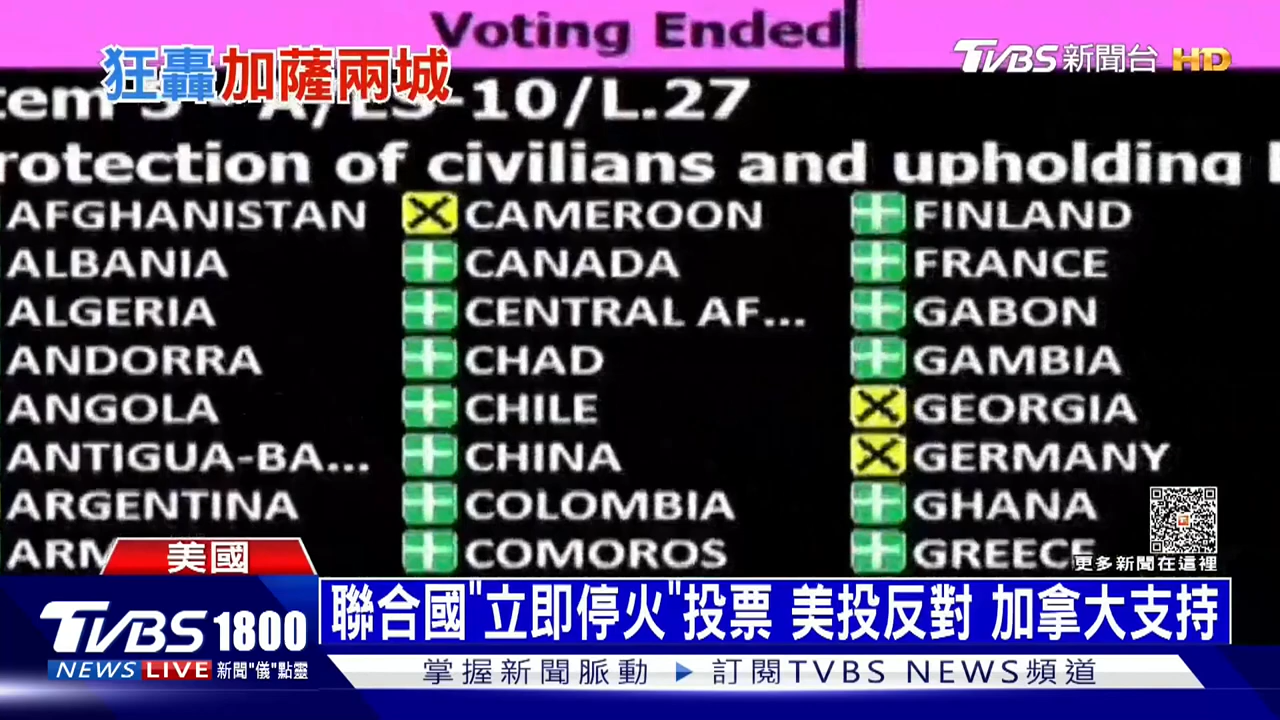 Voting Ended
狂轟加薩兩城
TVBS新聞台 HD
A/ES-10/L.27
rotection of civilians and upholding
AFGHANISTAN CAMEROON FINLAND
ALBANIA CANADA FRANCE
ALGERIA CENTRAL AF... GABON
ANDORRA CHAD GAMBIA
ANGOLA CHILE GEORGIA
ANTIGUA-BA... CHINA GERMANY
ARGENTINA COLOMBIA GHANA
ARM COMOROS GREECE
更多新聞在這裡
美國
TVBS 1800
聯合國"立即停火"投票 美投反對 加拿大支持
NEWS LIVE 新聞"儀"點靈
掌握新聞脈動 訂閱TVBS NEWS頻道